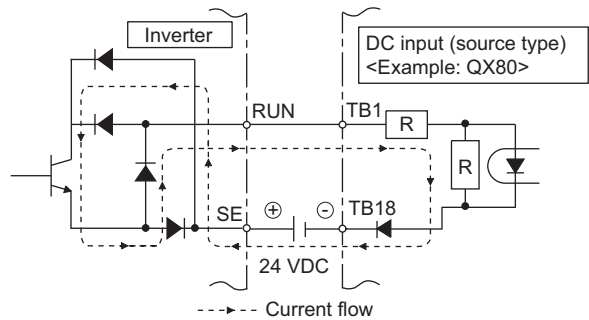 Inverter
DC input (source type)
<Example: QX80>
RUN
TB1
R
R
SE
+
-
TB18
24 VDC
Current flow